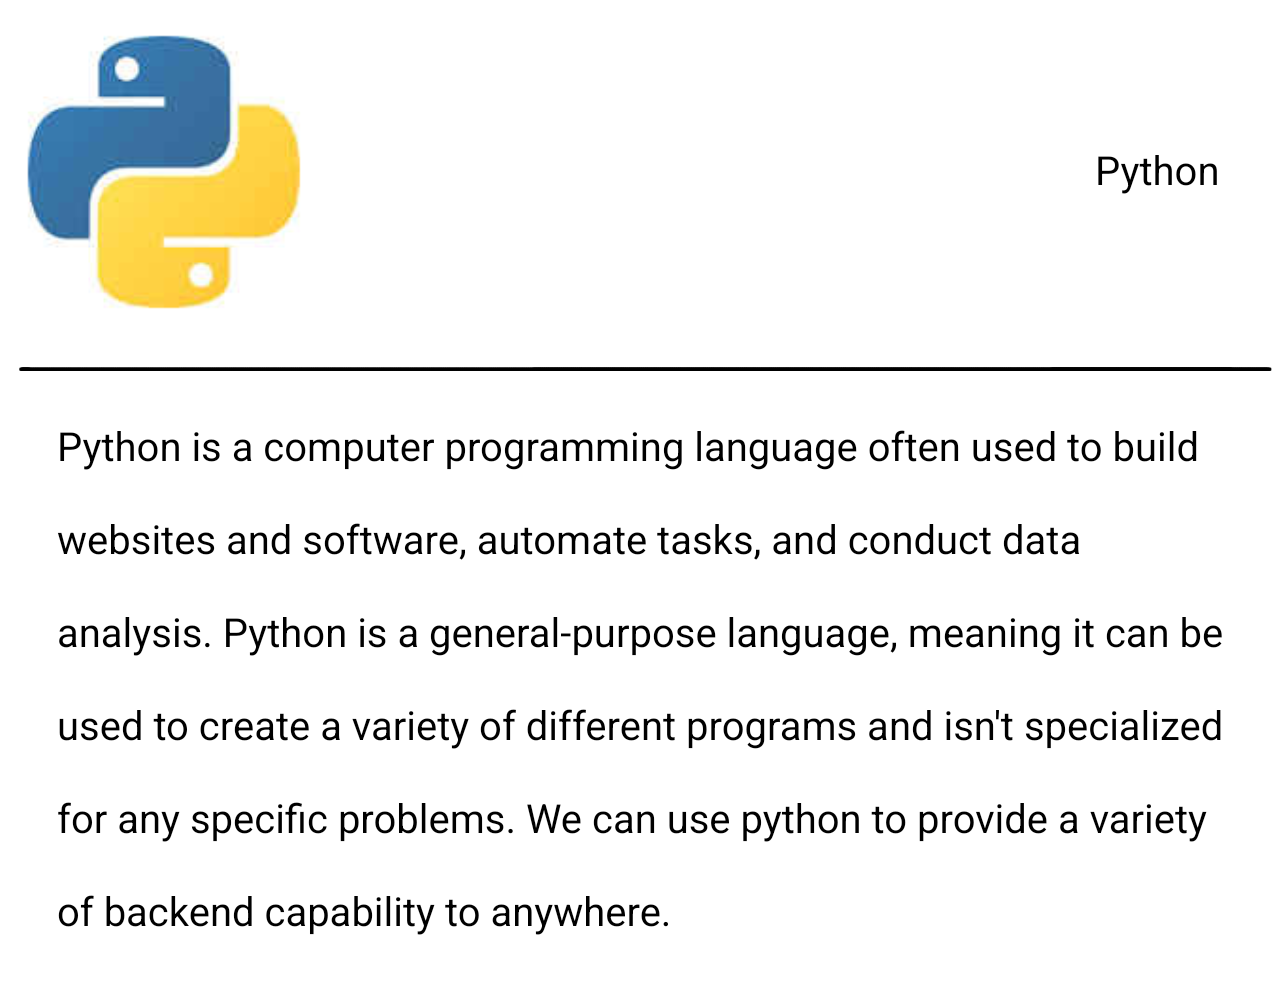 Python
Python is a computer programming language often used to build
websites and software, automate tasks, and conduct data
analysis. Python is a general-purpose language, meaning it can be
used to create a variety of different programs and isn't specialized
for any specific problems. We can use python to provide a variety
of backend capability to anywhere.